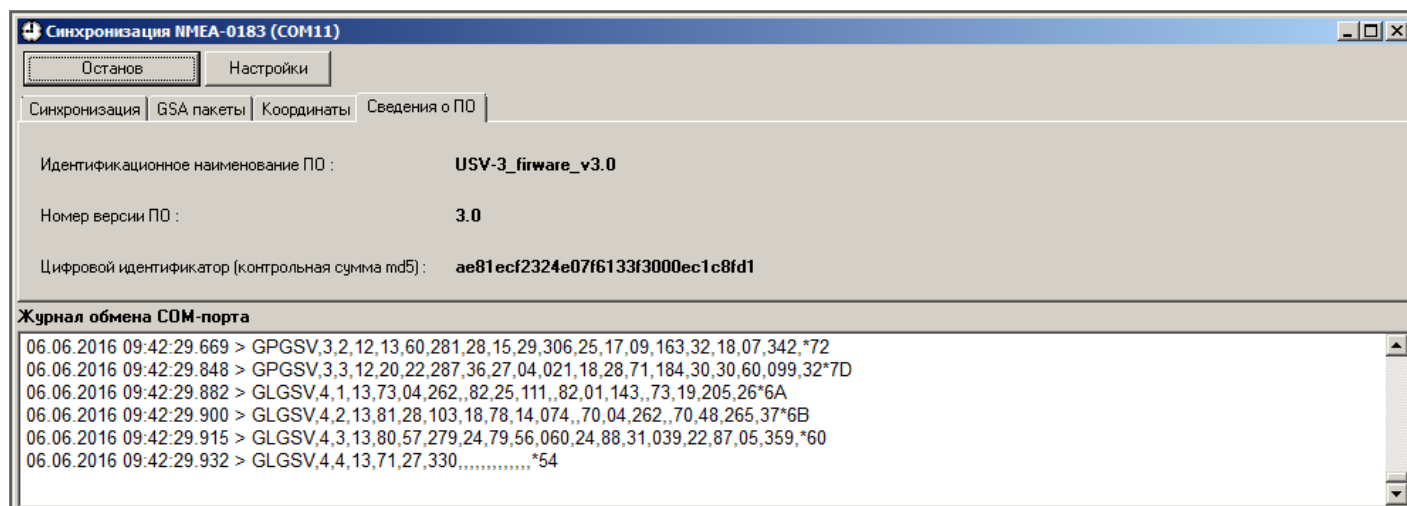 Синхронизация NMEA-0183 (COM11)
Останов Настройки
Синхронизация GSA пакеты Координаты Сведения о ПО
Идентификационное наименование ПО : USV-3_firware_v3.0
Номер версии ПО : 3.0
Цифровой идентификатор (контрольная сумма md5) : ae81ecf2324e07f6133f3000ec1c8fd1
Журнал обмена COM-порта
06.06.2016 09:42:29.669 > GPGSV,3,2,12,13,60,281,28,15,29,306,25,17,09,163,32,18,07,342,*72
06.06.2016 09:42:29.848 > GPGSV,3,3,12,20,22,287,36,27,04,021,18,28,71,184,30,30,60,099,32*7D
06.06.2016 09:42:29.882 > GLGSV,4,1,13,73,04,262,,82,25,111,,82,01,143,,73,19,205,26*6A
06.06.2016 09:42:29.900 > GLGSV,4,2,13,81,28,103,18,78,14,074,,70,04,262,,70,48,265,37*6B
06.06.2016 09:42:29.915 > GLGSV,4,3,13,80,57,279,24,79,56,060,24,88,31,039,22,87,05,359,*60
06.06.2016 09:42:29.932 > GLGSV,4,4,13,71,27,330,,,,,,,,,,,,,*54